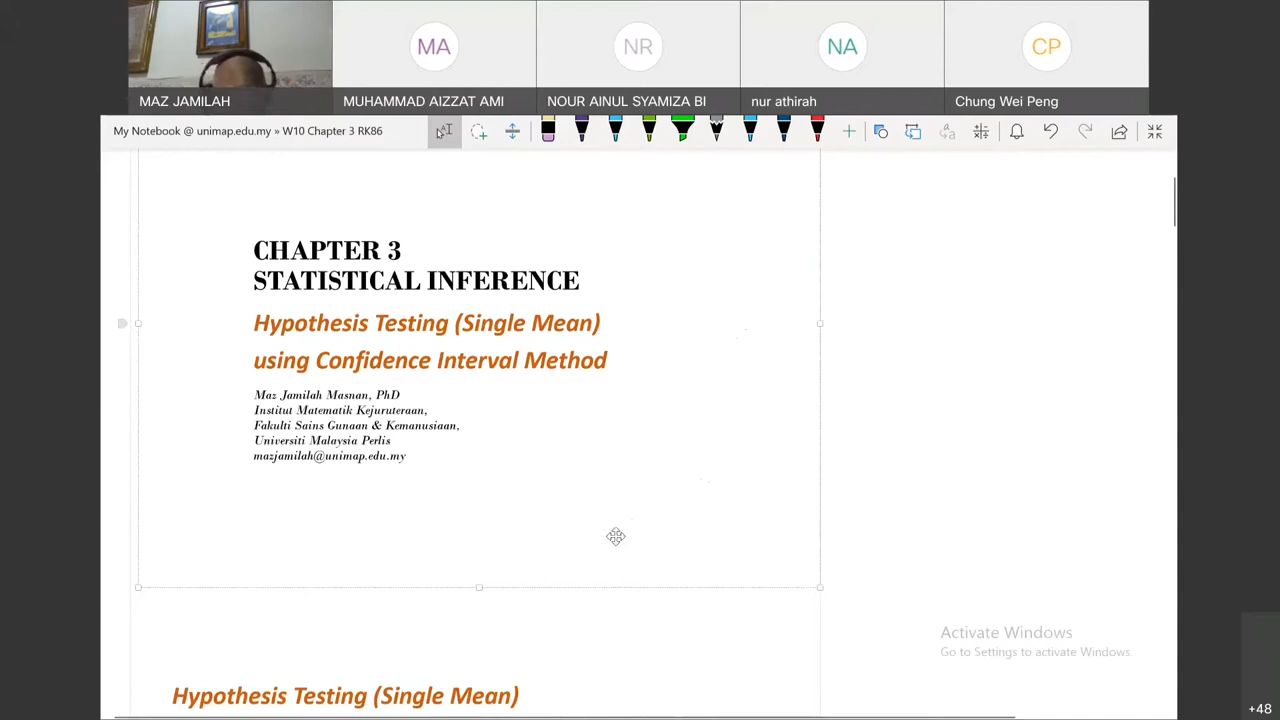 MA
NR
NA
CP
MAZ JAMILAH
MUHAMMAD AIZZAT AMI
NOUR AINUL SYAMIZA BI
nur athirah
Chung Wei Peng
My Notebook @ unimap.edu.my » W10 Chapter 3 RK86
CHAPTER 3
STATISTICAL INFERENCE
Hypothesis Testing (Single Mean)
using Confidence Interval Method
Maz Jamilah Masnan, PhD
Institut Matematik Kejuruteraan,
Fakulti Sains Gunaan & Kemanusiaan,
Universiti Malaysia Perlis
mazjamilah@unimap.edu.my
Activate Windows
Go to Settings to activate Windows.
Hypothesis Testing (Single Mean)
+48